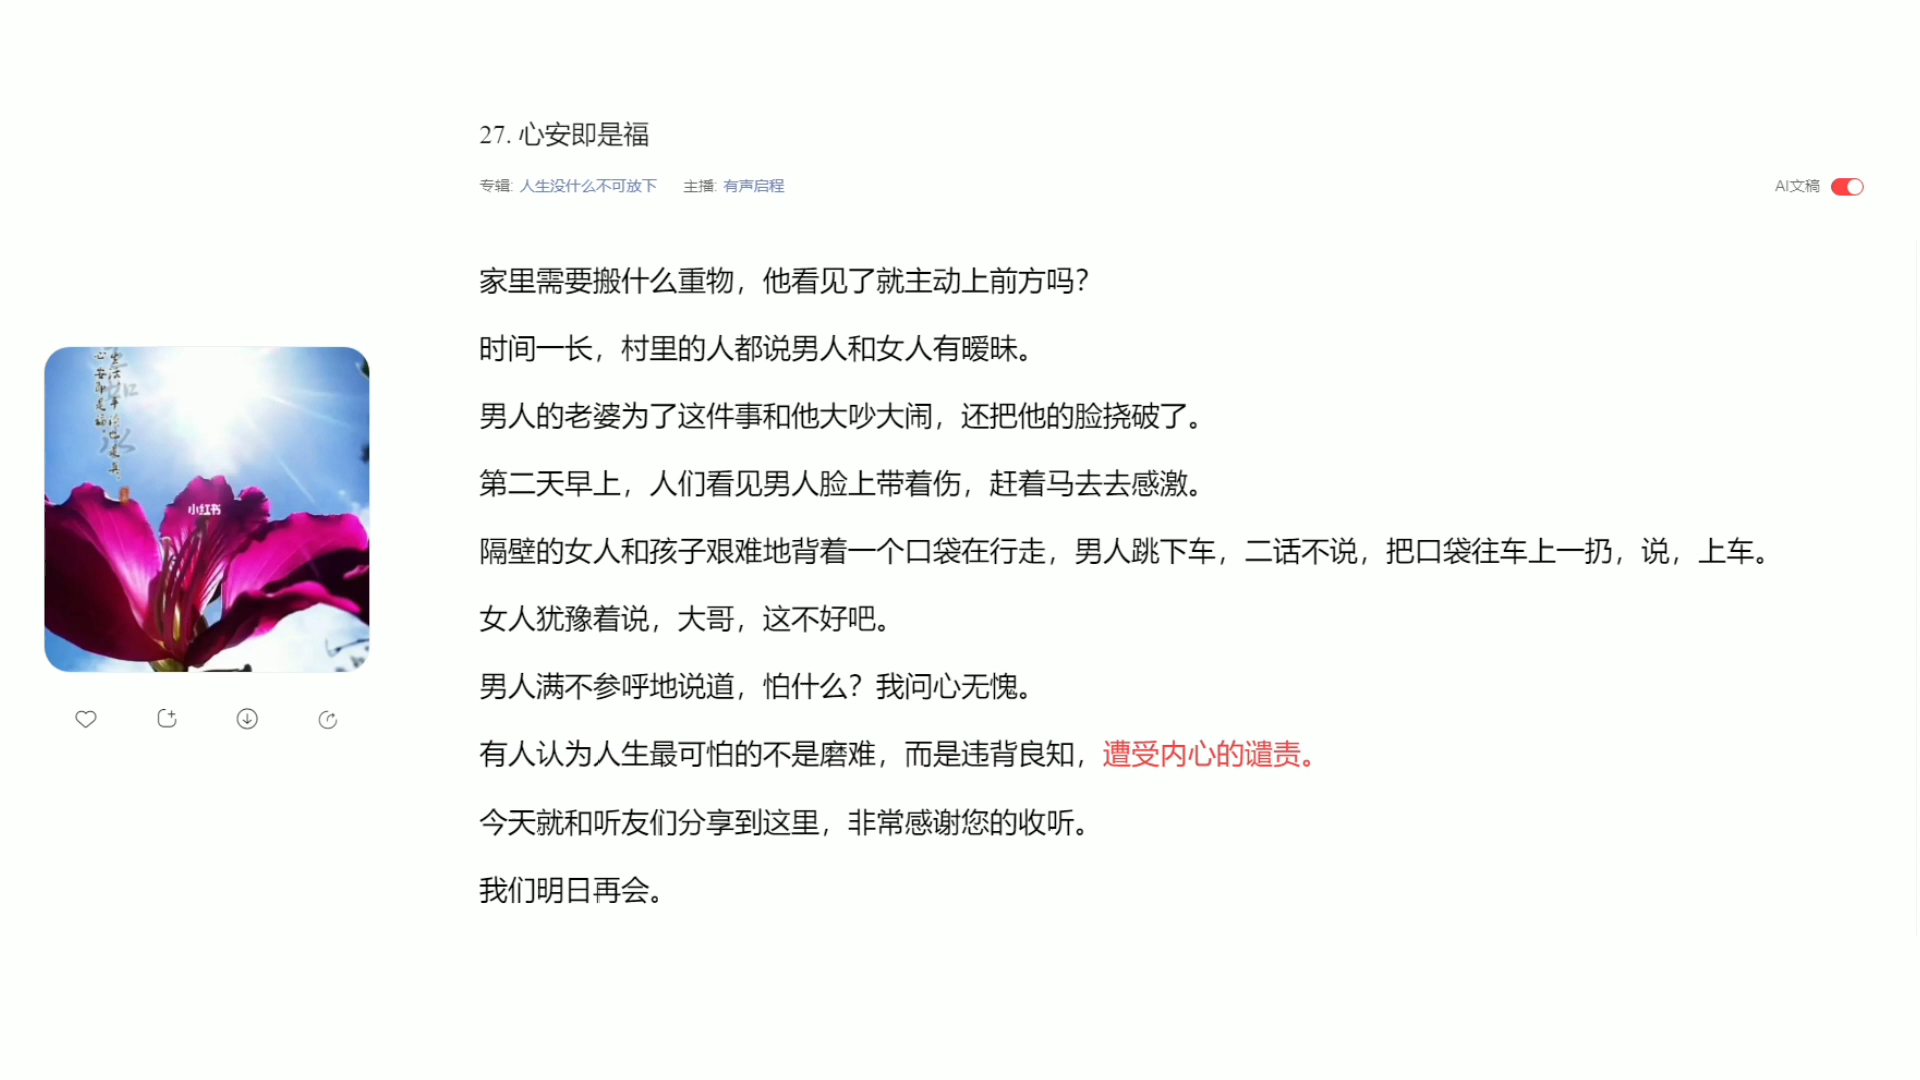 27. 心安即是福
专辑: 人生没什么不可放下 主播: 有声启程
AI文稿
家里需要搬什么重物，他看见了就主动上前方吗？
时间一长，村里的人都说男人和女人有暧昧。
男人的老婆为了这件事和他大吵大闹，还把他的脸挠破了。
第二天早上，人们看见男人脸上带着伤，赶着马去去感激。
隔壁的女人和孩子艰难地背着一个口袋在行走，男人跳下车，二话不说，把口袋往车上一扔，说，上车。
女人犹豫着说，大哥，这不好吧。
男人满不参呼地说道，怕什么？我问心无愧。
有人认为人生最可怕的不是磨难，而是违背良知，遭受内心的谴责。
今天就和听友们分享到这里，非常感谢您的收听。
我们明日再会。
小红书